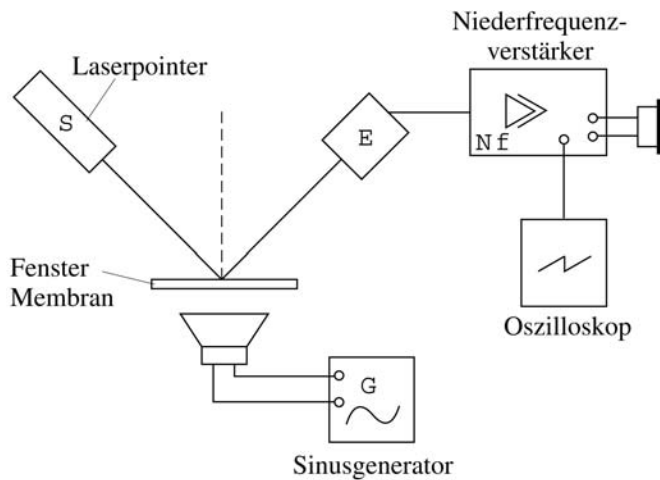 Niederfrequenz-
verstärker
Laserpointer
S
E
Nf
Fenster
Membran
Oszilloskop
G
Sinusgenerator